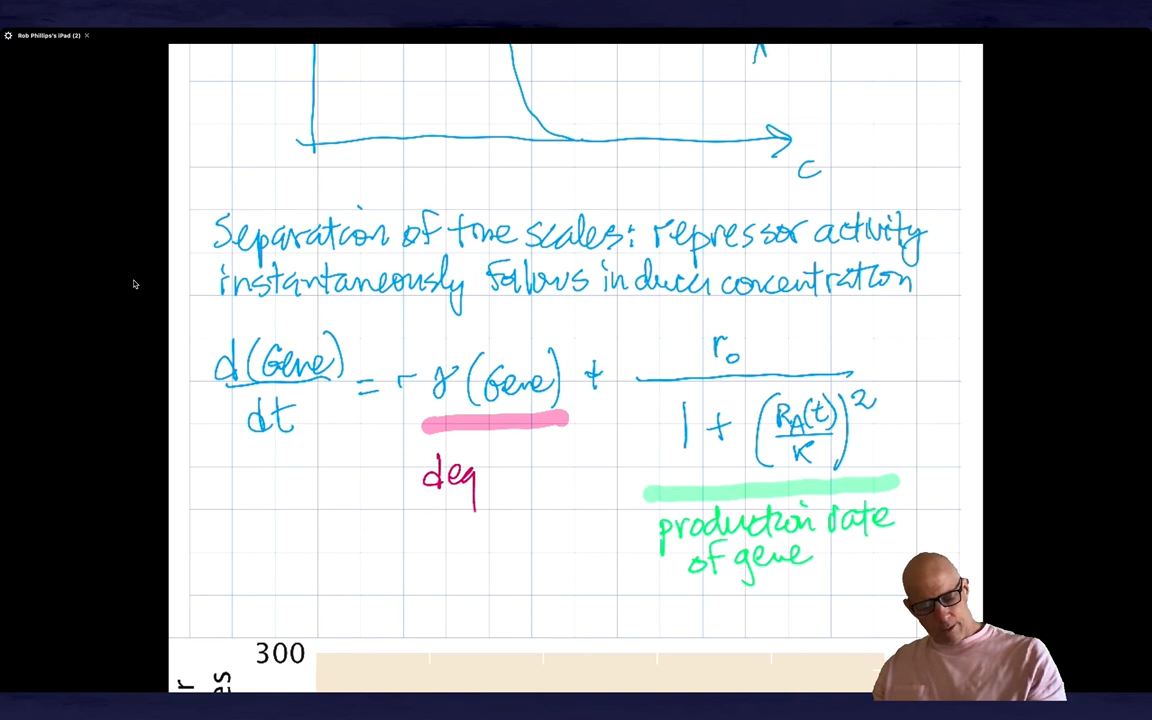 Rob Phillips's iPad (2) ×
C
Separation of time scales: repressor activity
instantaneously follows inducer concentration
d(Gene)/dt = - γ(Gene) + r₀/(1 + (R_A(t)/K)²)
deg
production rate
of gene
300